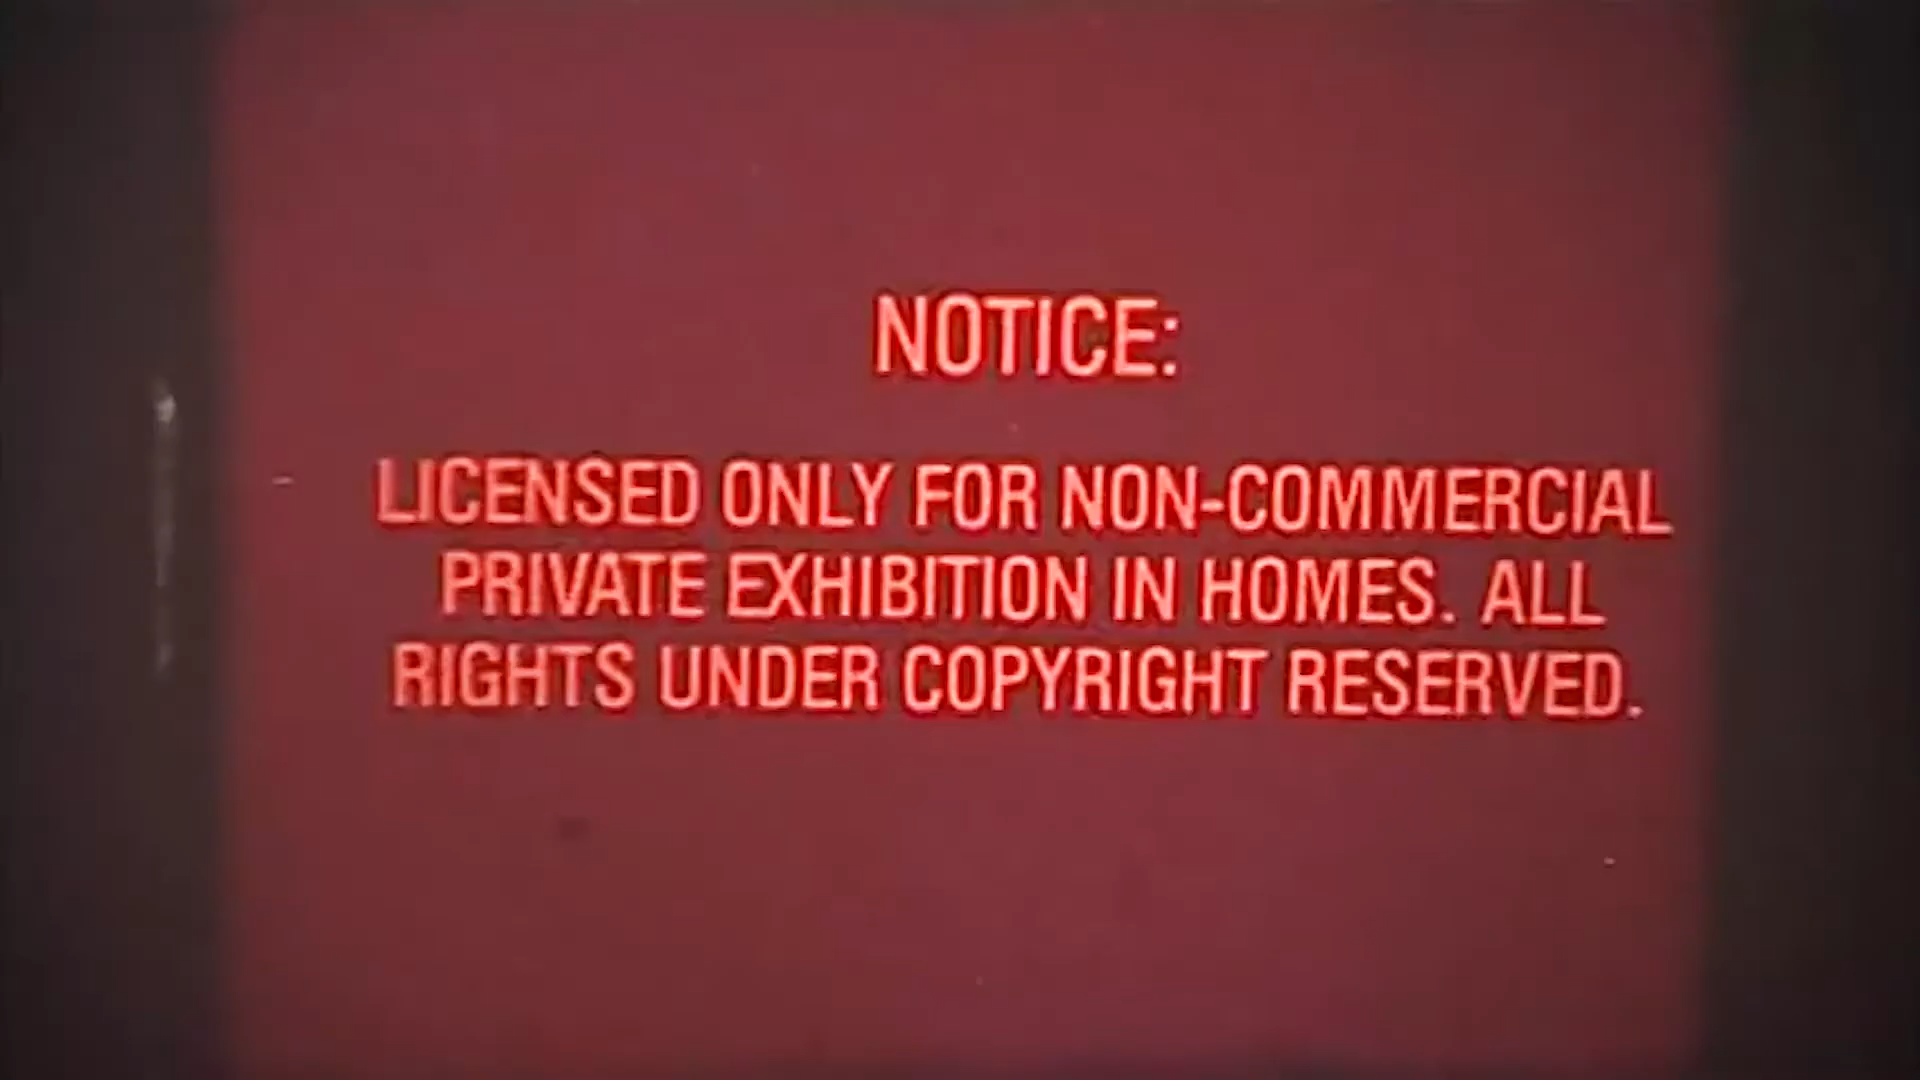 NOTICE:
LICENSED ONLY FOR NON-COMMERCIAL
PRIVATE EXHIBITION IN HOMES. ALL
RIGHTS UNDER COPYRIGHT RESERVED.